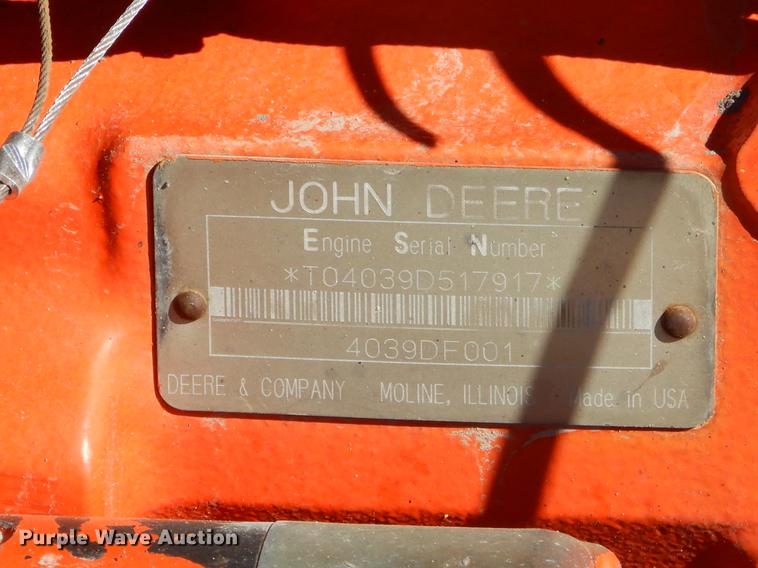 JOHN DEERE
Engine Serial Number
*T04039D517917*
4039DF001
DEERE & COMPANY MOLINE, ILLINOIS Made in USA
Purple Wave Auction